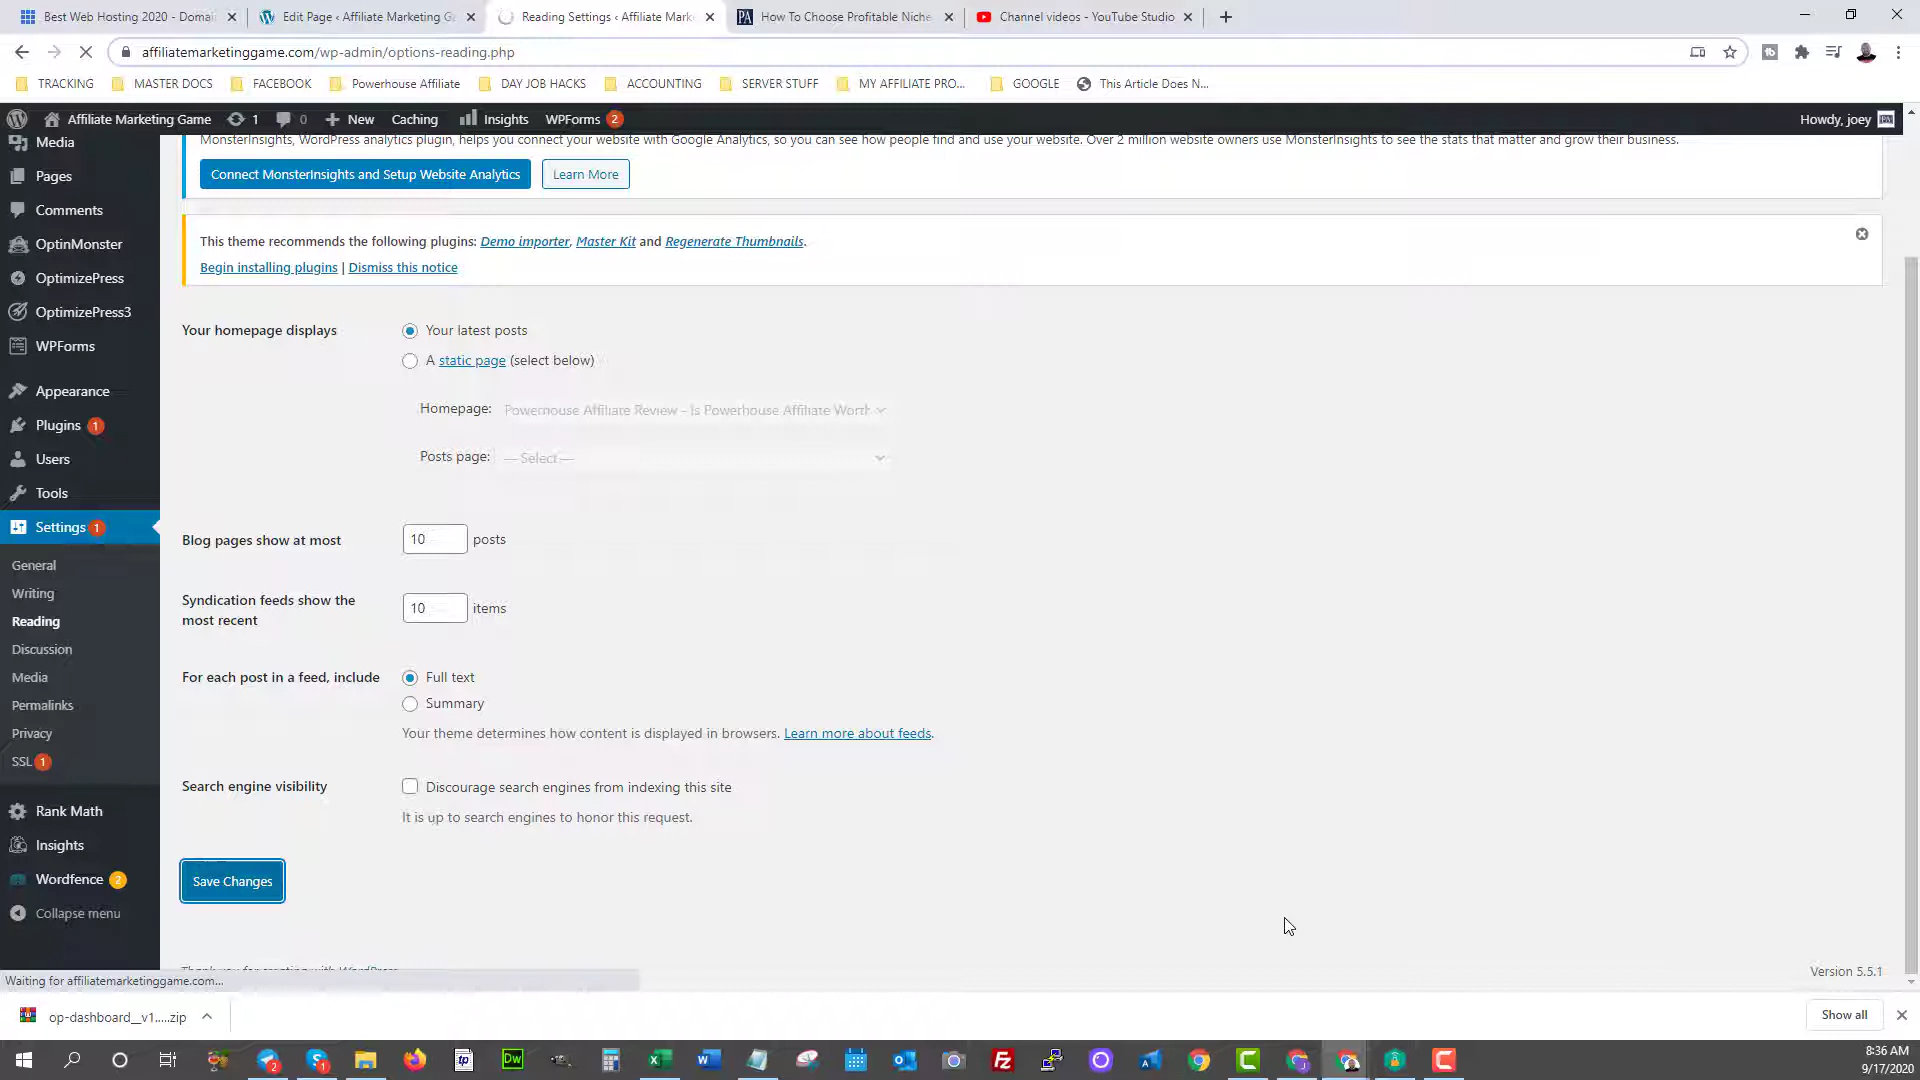 Best Web Hosting 2020 - Domai
Edit Page ‹ Affiliate Marketing G
Reading Settings ‹ Affiliate Mark
How To Choose Profitable Niche
Channel videos - YouTube Studio
affiliatemarketinggame.com/wp-admin/options-reading.php
TRACKING
MASTER DOCS
FACEBOOK
Powerhouse Affiliate
DAY JOB HACKS
ACCOUNTING
SERVER STUFF
MY AFFILIATE PRO...
GOOGLE
This Article Does N...
Affiliate Marketing Game
1
0
New
Caching
Insights
WPForms 2
Howdy, joey
Media
Pages
Comments
OptinMonster
OptimizePress
OptimizePress3
WPForms
Appearance
Plugins 1
Users
Tools
Settings 1
General
Writing
Reading
Discussion
Media
Permalinks
Privacy
SSL 1
Rank Math
Insights
Wordfence 2
Collapse menu
MonsterInsights, WordPress analytics plugin, helps you connect your website with Google Analytics, so you can see how people find and use your website. Over 2 million website owners use MonsterInsights to see the stats that matter and grow their business.
Connect MonsterInsights and Setup Website Analytics
Learn More
This theme recommends the following plugins: Demo importer, Master Kit and Regenerate Thumbnails.
Begin installing plugins | Dismiss this notice
Your homepage displays
Your latest posts
A static page (select below)
Homepage: Powerhouse Affiliate Review - Is Powerhouse Affiliate Worth
Posts page: — Select —
Blog pages show at most 10 posts
Syndication feeds show the
most recent
10 items
For each post in a feed, include
Full text
Summary
Your theme determines how content is displayed in browsers. Learn more about feeds.
Search engine visibility
Discourage search engines from indexing this site
It is up to search engines to honor this request.
Save Changes
Thank you for creating with WordPress
Version 5.5.1
Waiting for affiliatemarketinggame.com...
op-dashboard__v1.....zip
Show all
8:36 AM
9/17/2020